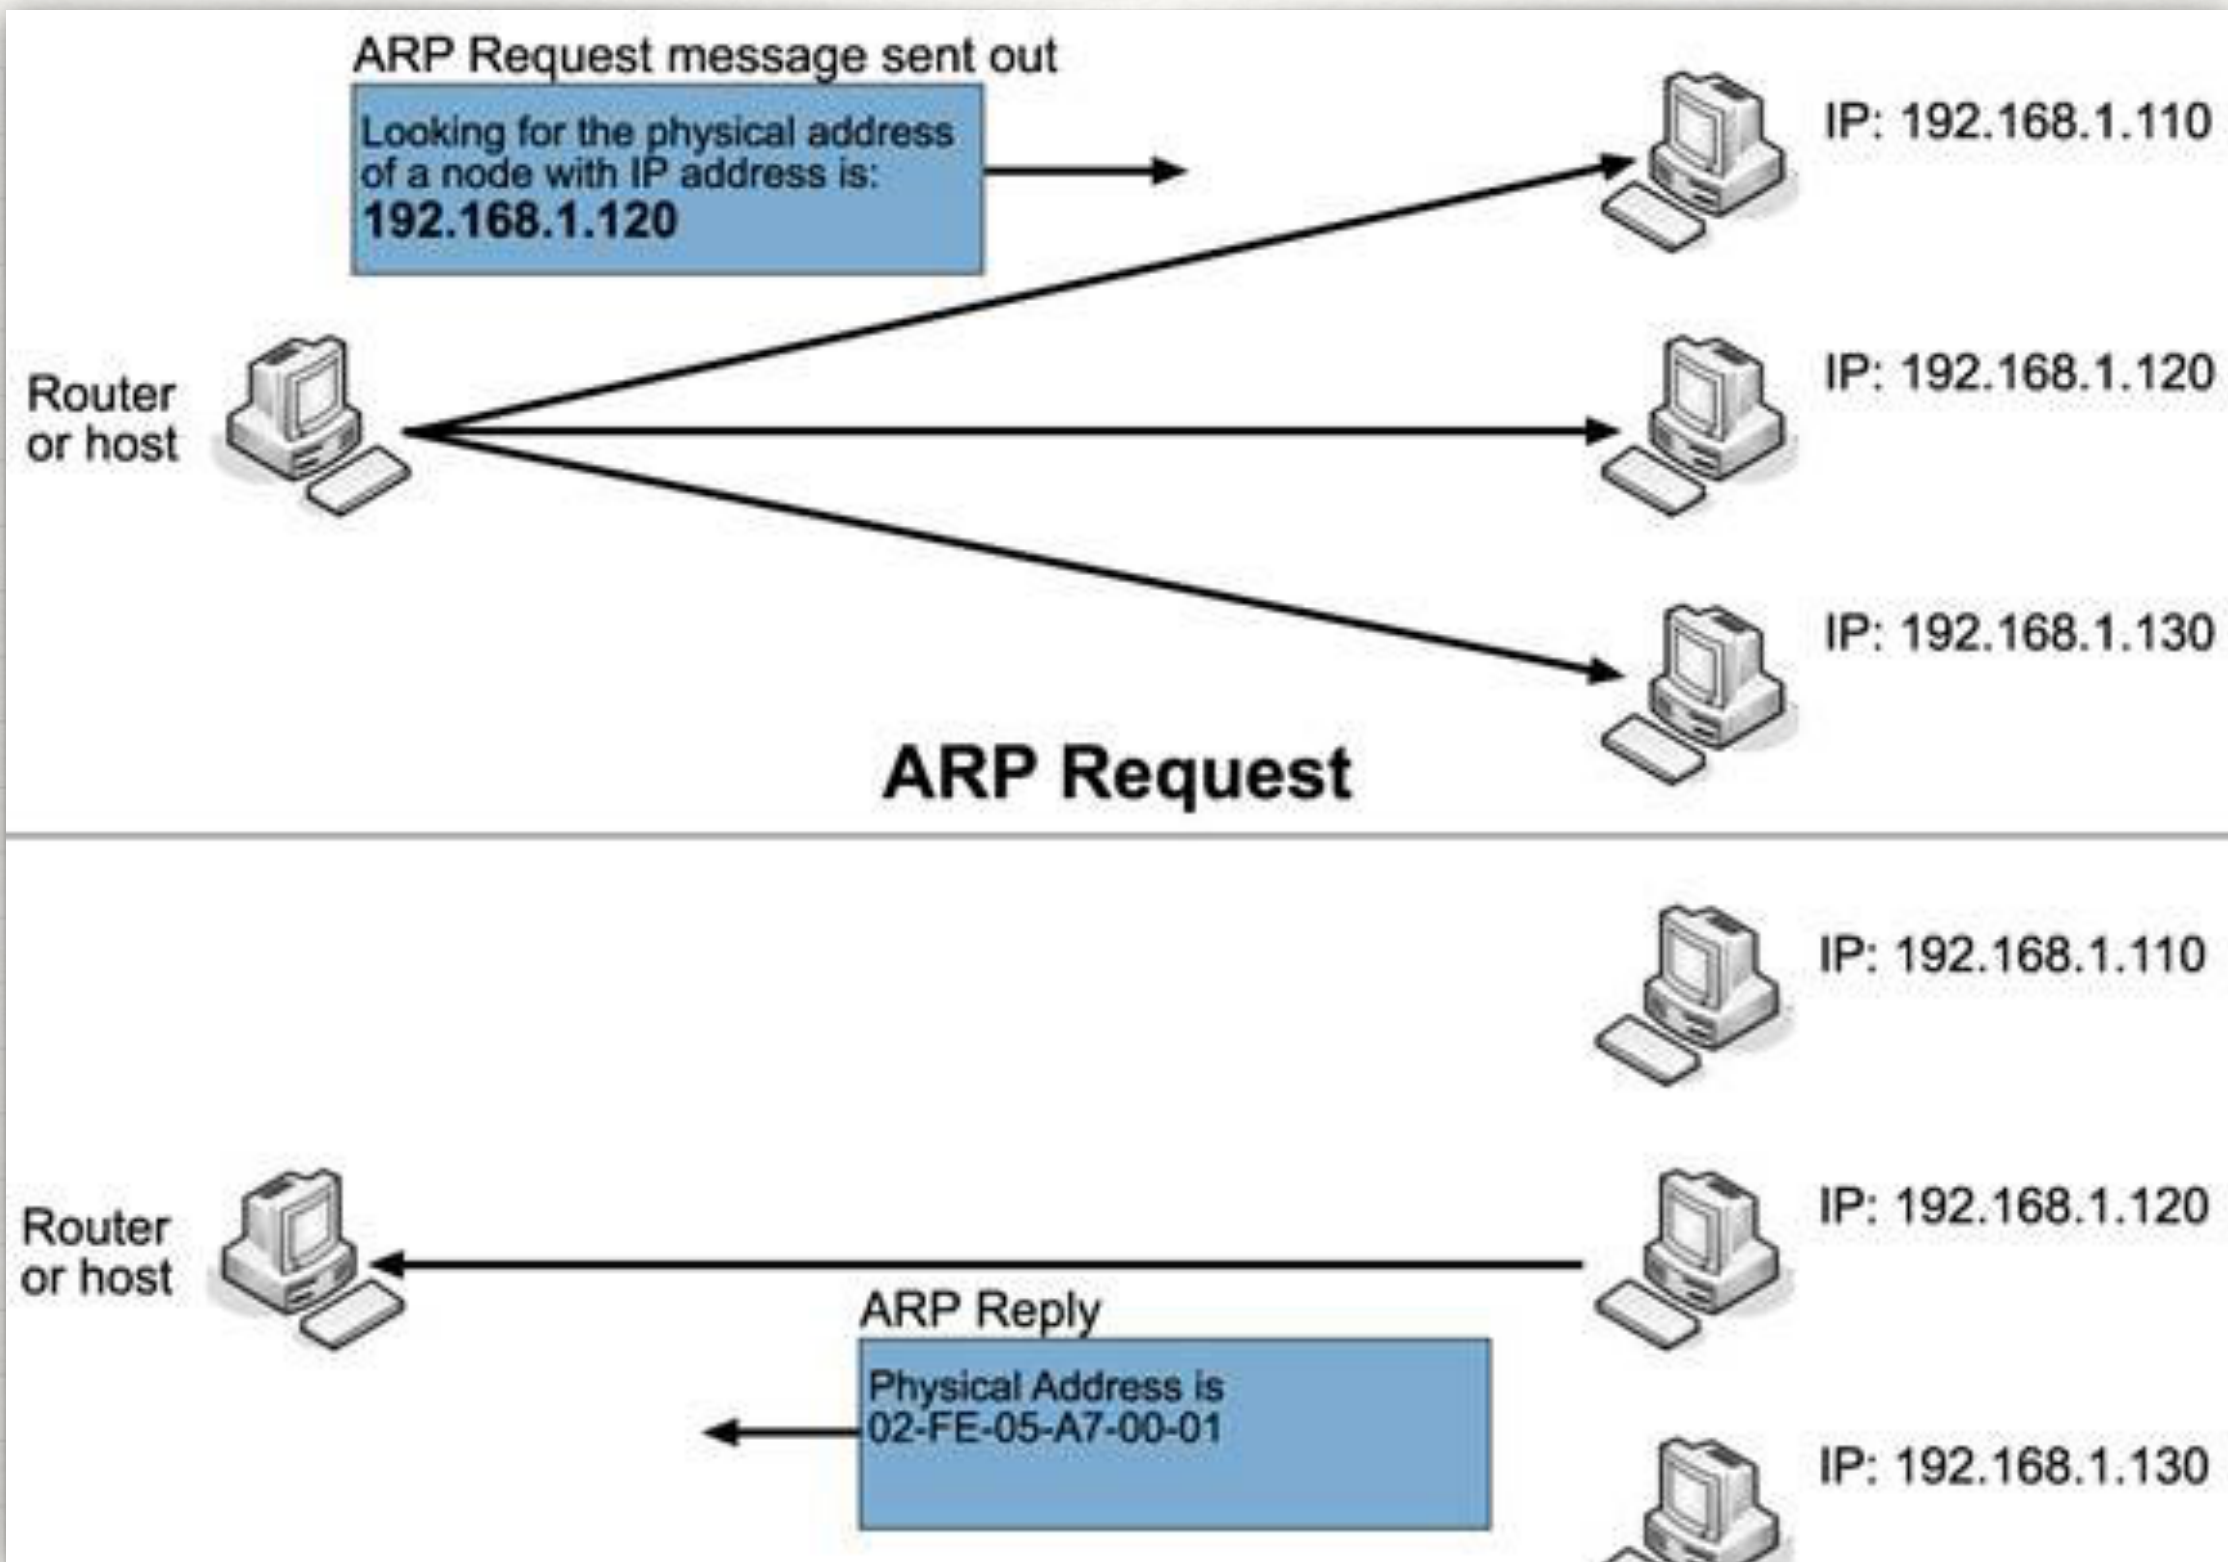 ARP Request message sent out
Looking for the physical address
of a node with IP address is:
192.168.1.120
IP: 192.168.1.110
Router
or host
IP: 192.168.1.120
IP: 192.168.1.130
ARP Request
IP: 192.168.1.110
Router
or host
IP: 192.168.1.120
ARP Reply
Physical Address is
02-FE-05-A7-00-01
IP: 192.168.1.130